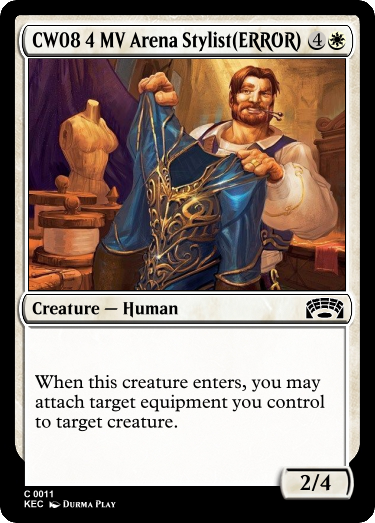 CW08 4 MV Arena Stylist(ERROR) 4
Creature — Human
When this creature enters, you may
attach target equipment you control
to target creature.
2/4
C 0011
KEC Durma Play